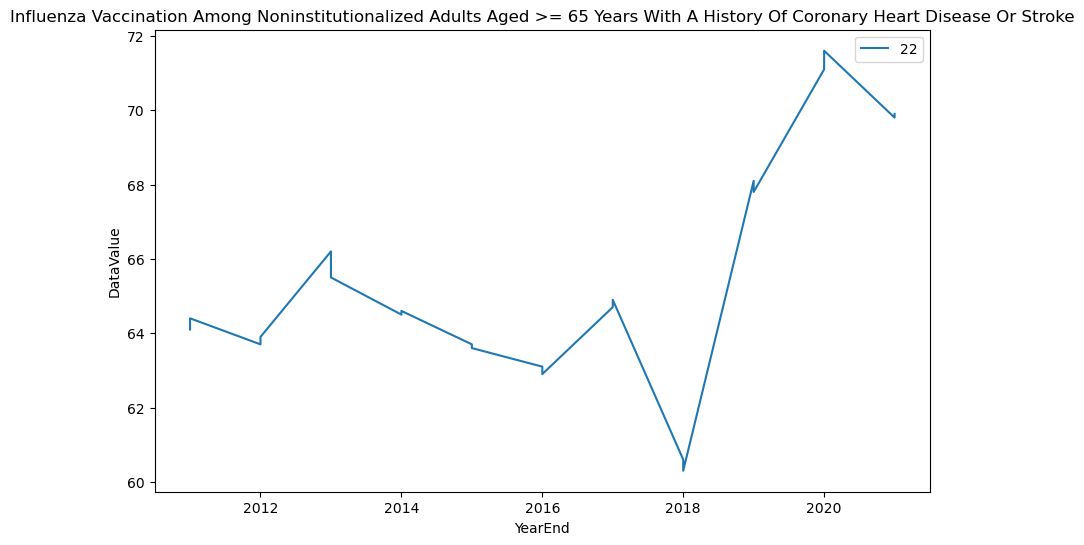 Influenza Vaccination Among Noninstitutionalized Adults Aged >= 65 Years With A History Of Coronary Heart Disease Or Stroke
22
72
70
68
66
64
62
60
DataValue
2012 2014 2016 2018 2020
YearEnd